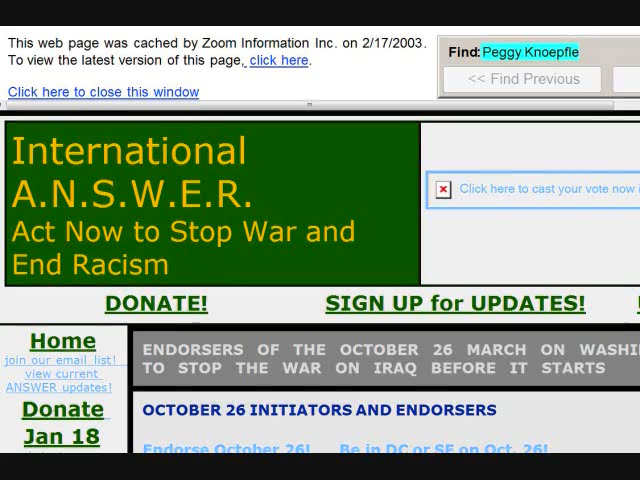 This web page was cached by Zoom Information Inc. on 2/17/2003.
To view the latest version of this page, click here.
Click here to close this window
Find: Peggy Knoepfle
<< Find Previous
International
A.N.S.W.E.R.
Act Now to Stop War and
End Racism
Click here to cast your vote now
DONATE!
SIGN UP for UPDATES!
Home
join our email list!
view current
ANSWER updates!
Donate
Jan 18
ENDORSERS OF THE OCTOBER 26 MARCH ON WASHI
TO STOP THE WAR ON IRAQ BEFORE IT STARTS
OCTOBER 26 INITIATORS AND ENDORSERS
Endorse October 26! Be in DC or SF on Oct. 26!